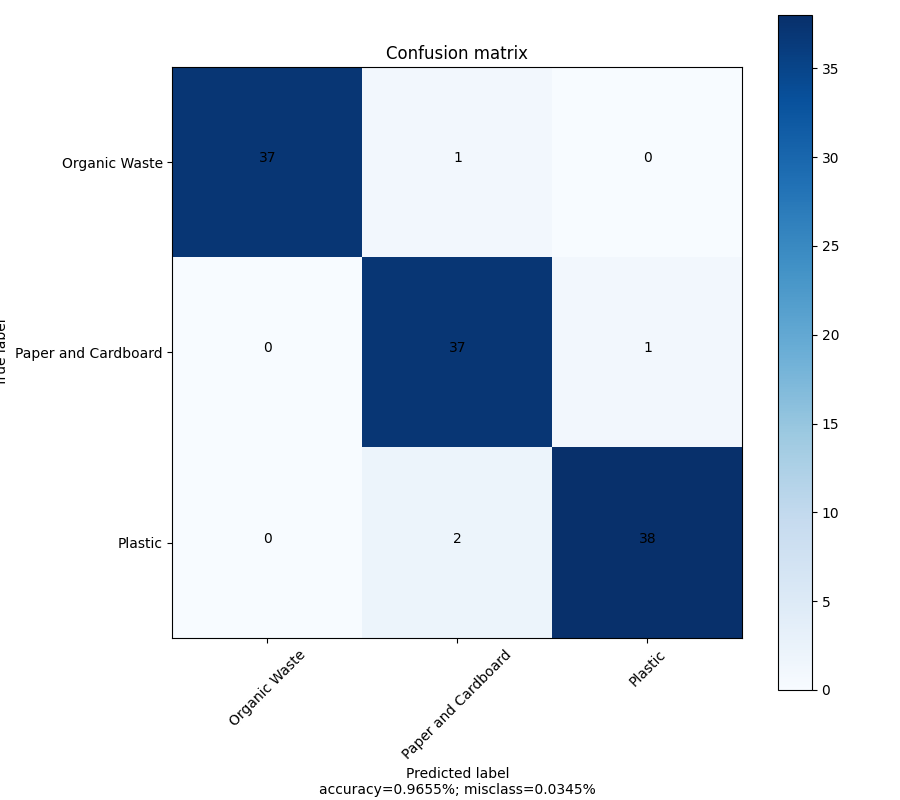 Confusion matrix
Organic Waste
37
1
0
Paper and Cardboard
0
37
1
Plastic
0
2
38
Organic Waste
Paper and Cardboard
Plastic
Predicted label
accuracy=0.9655%; misclass=0.0345%
35
30
25
20
15
10
5
0